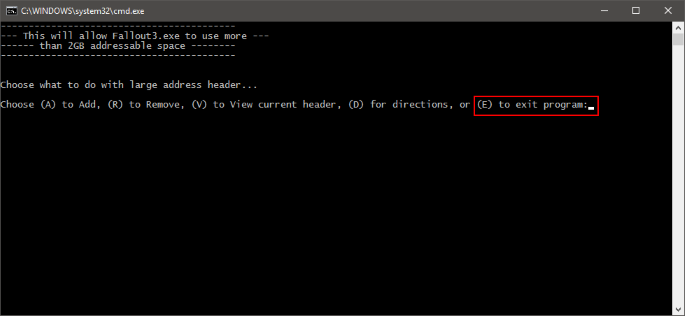 C:\WINDOWS\system32\cmd.exe
------------------------------------------
--- This will allow Fallout3.exe to use more ---
------ than 2GB addressable space --------
------------------------------------------
Choose what to do with large address header...
Choose (A) to Add, (R) to Remove, (V) to View current header, (D) for directions, or (E) to exit program: